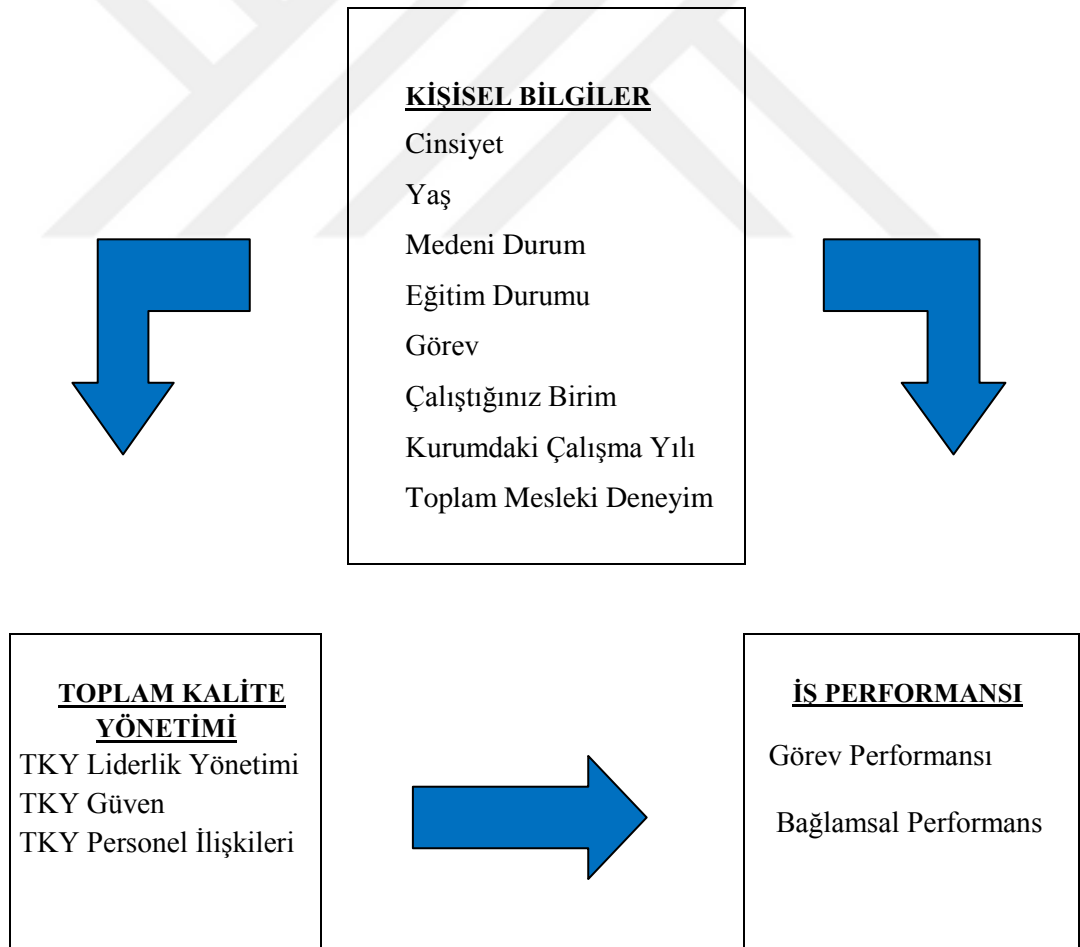 KİŞİSEL BİLGİLER
Cinsiyet
Yaş
Medeni Durum
Eğitim Durumu
Görev
Çalıştığınız Birim
Kurumdaki Çalışma Yılı
Toplam Mesleki Deneyim
TOPLAM KALİTE
YÖNETİMİ
TKY Liderlik Yönetimi
TKY Güven
TKY Personel İlişkileri
İŞ PERFORMANSI
Görev Performansı
Bağlamsal Performans